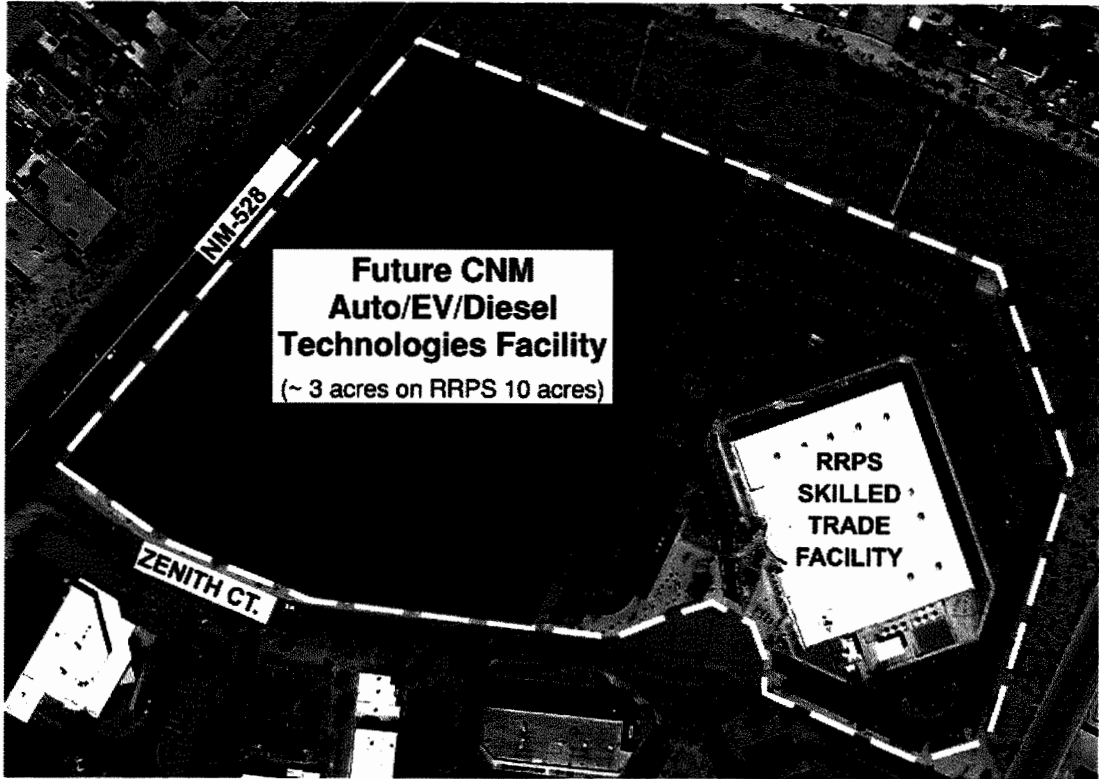 NM-528
Future CNM
Auto/EV/Diesel
Technologies Facility
(~ 3 acres on RRPS 10 acres)
RRPS
SKILLED
TRADE
FACILITY
ZENITH CT.